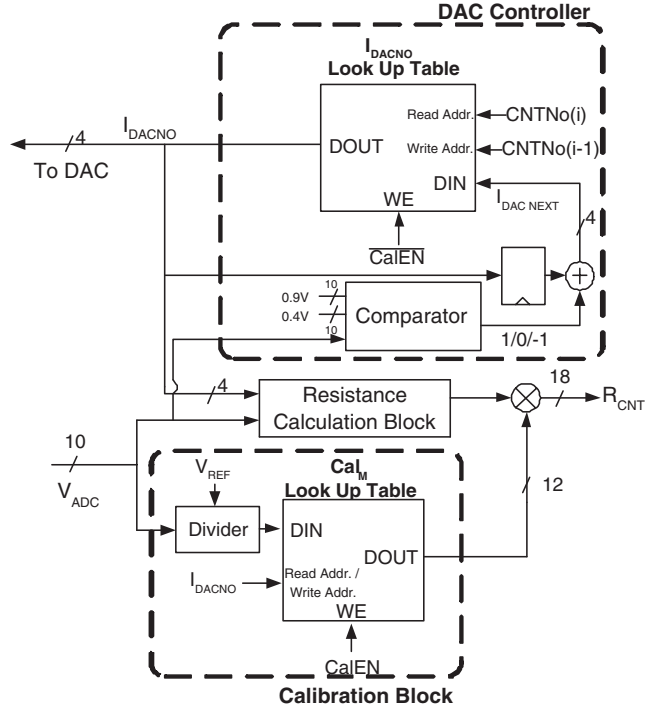 DAC Controller
I_DACNO
Look Up Table
Read Addr.
CNTNo(i)
4
I_DACNO
DOUT
Write Addr.
CNTNo(i-1)
To DAC
DIN
I_DAC NEXT
WE
4
CalEN
10
0.9V
0.4V
Comparator
+
10
1/0/-1
4
Resistance
Calculation Block
18
R_CNT
10
V_ADC
V_REF
Cal_M
Look Up Table
12
Divider
DIN
DOUT
I_DACNO
Read Addr. /
Write Addr.
WE
CalEN
Calibration Block